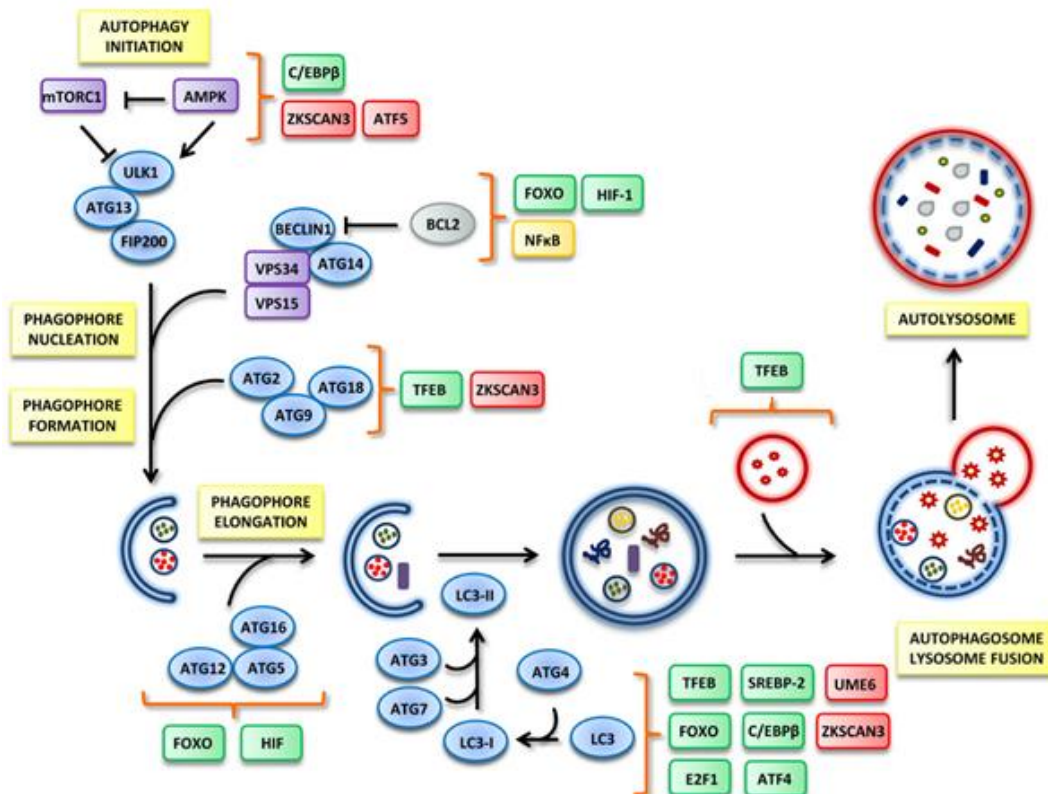 AUTOPHAGY
INITIATION
mTORC1
AMPK
C/EBPβ
ZKSCAN3
ATF5
ULK1
ATG13
FIP200
BECLIN1
BCL2
FOXO
HIF-1
NFκB
VPS34
ATG14
VPS15
PHAGOPHORE
NUCLEATION
PHAGOPHORE
FORMATION
ATG2
ATG18
ATG9
TFEB
ZKSCAN3
TFEB
AUTOLYSOSOME
PHAGOPHORE
ELONGATION
ATG16
ATG12
ATG5
FOXO
HIF
LC3-II
ATG3
ATG7
ATG4
LC3-I
LC3
TFEB
SREBP-2
UME6
FOXO
C/EBPβ
ZKSCAN3
E2F1
ATF4
AUTOPHAGOSOME
LYSOSOME FUSION